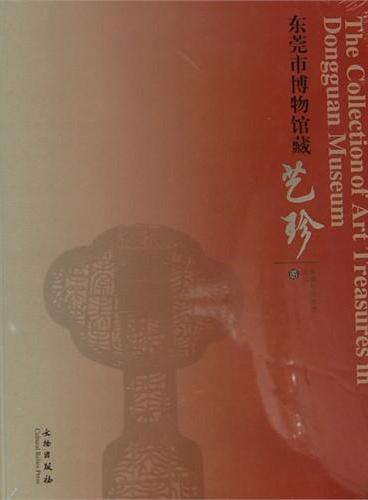 The Collection of Art Treasures in
Dongguan Museum
东莞市博物馆藏
艺珍
文物出版社
Cultural Relics Press